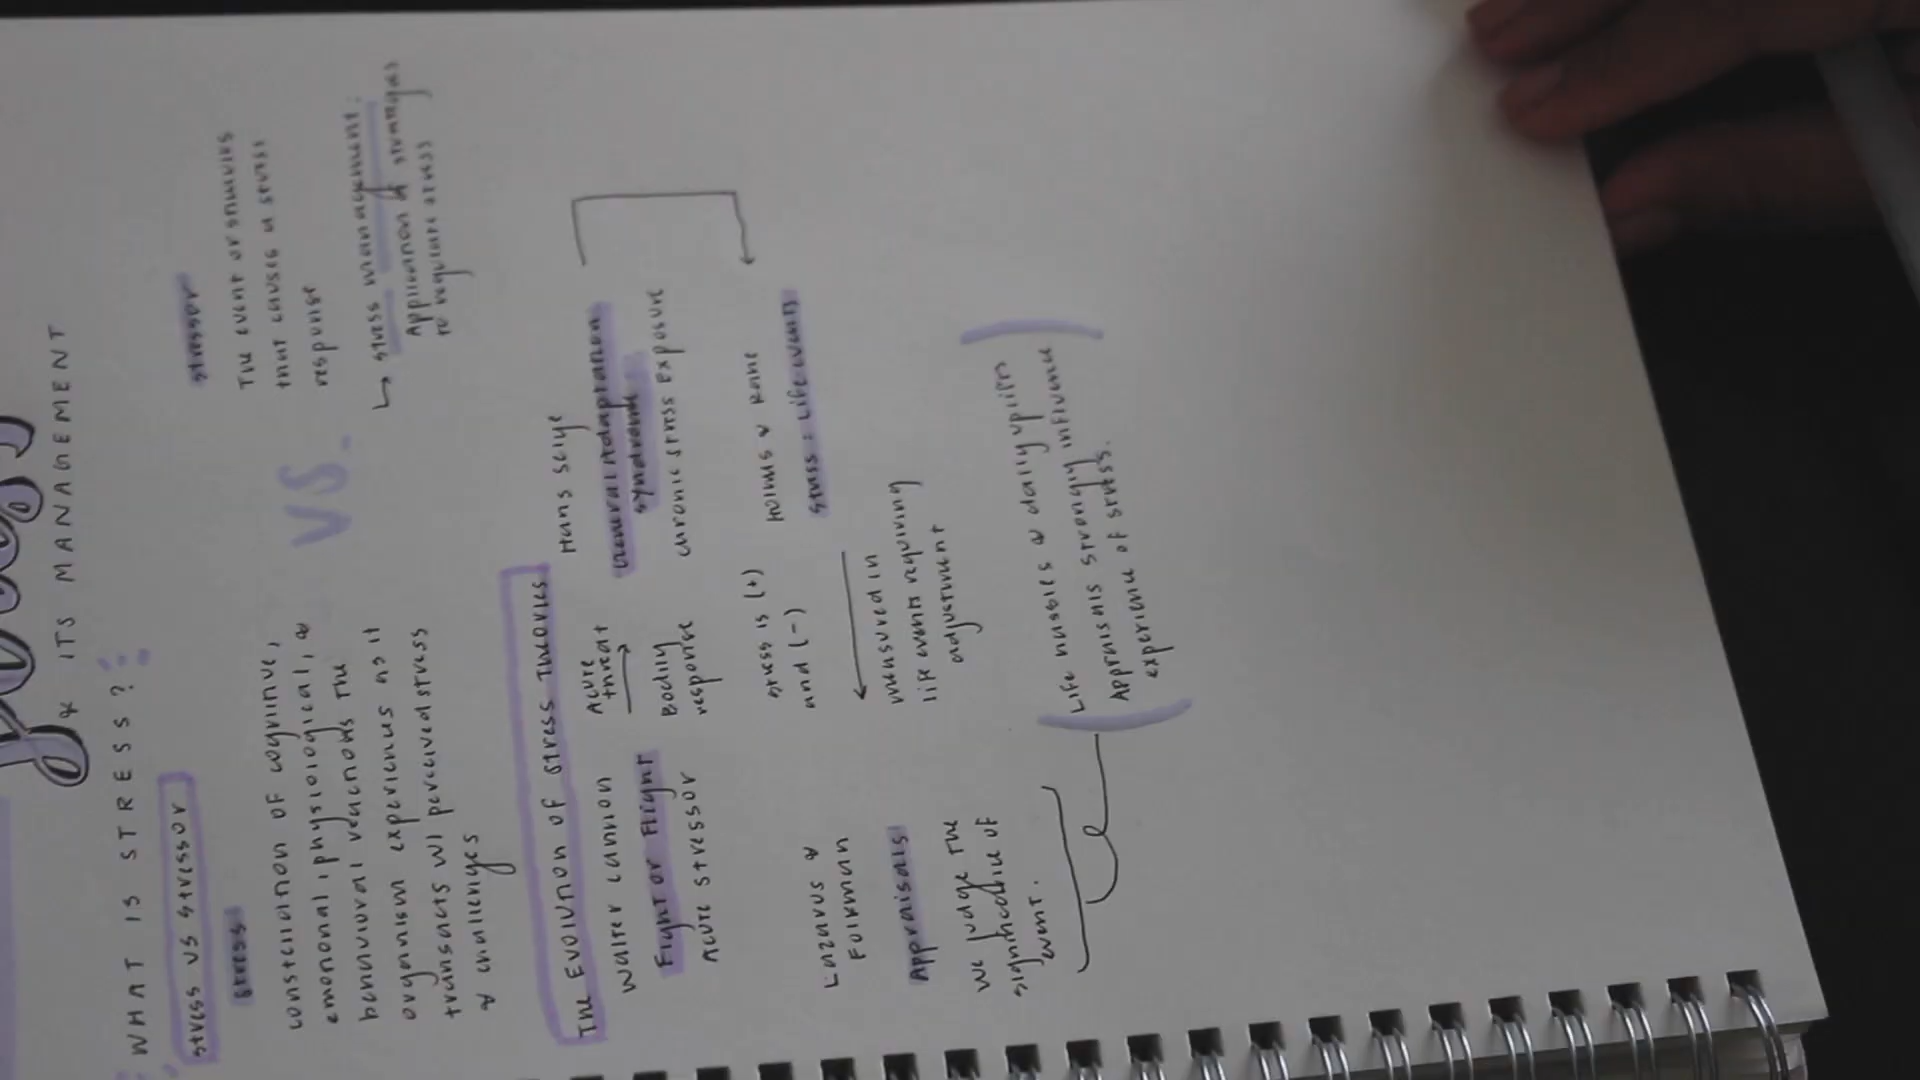 & ITS MANAGEMENT
WHAT IS STRESS?
stress vs stressor
stress
constellation of cognitive,
emotional, physiological, &
behavioral reactions the
organism experiences as it
transacts w/ perceived stress
& challenges
VS.
stressor
The event or stimulus
that causes a stress
response
↳ stress management:
Application of strategies
to regulate stress
The Evolution of stress theories
Walter Cannon
Fight or Flight
Acute stressor
Acute
threat
→
Bodily
response
Hans Selye
General Adaptation
syndrome
chronic stress exposure
Holms & Rahe
stress: Life events
stress is (+)
and (-)
measured in
life events requiring
adjustment
Lazarus &
Folkman
Appraisals
We judge the
significance of
event.
(Life hassles & daily uplifts
Appraisals strongly influence
experience of stress.)